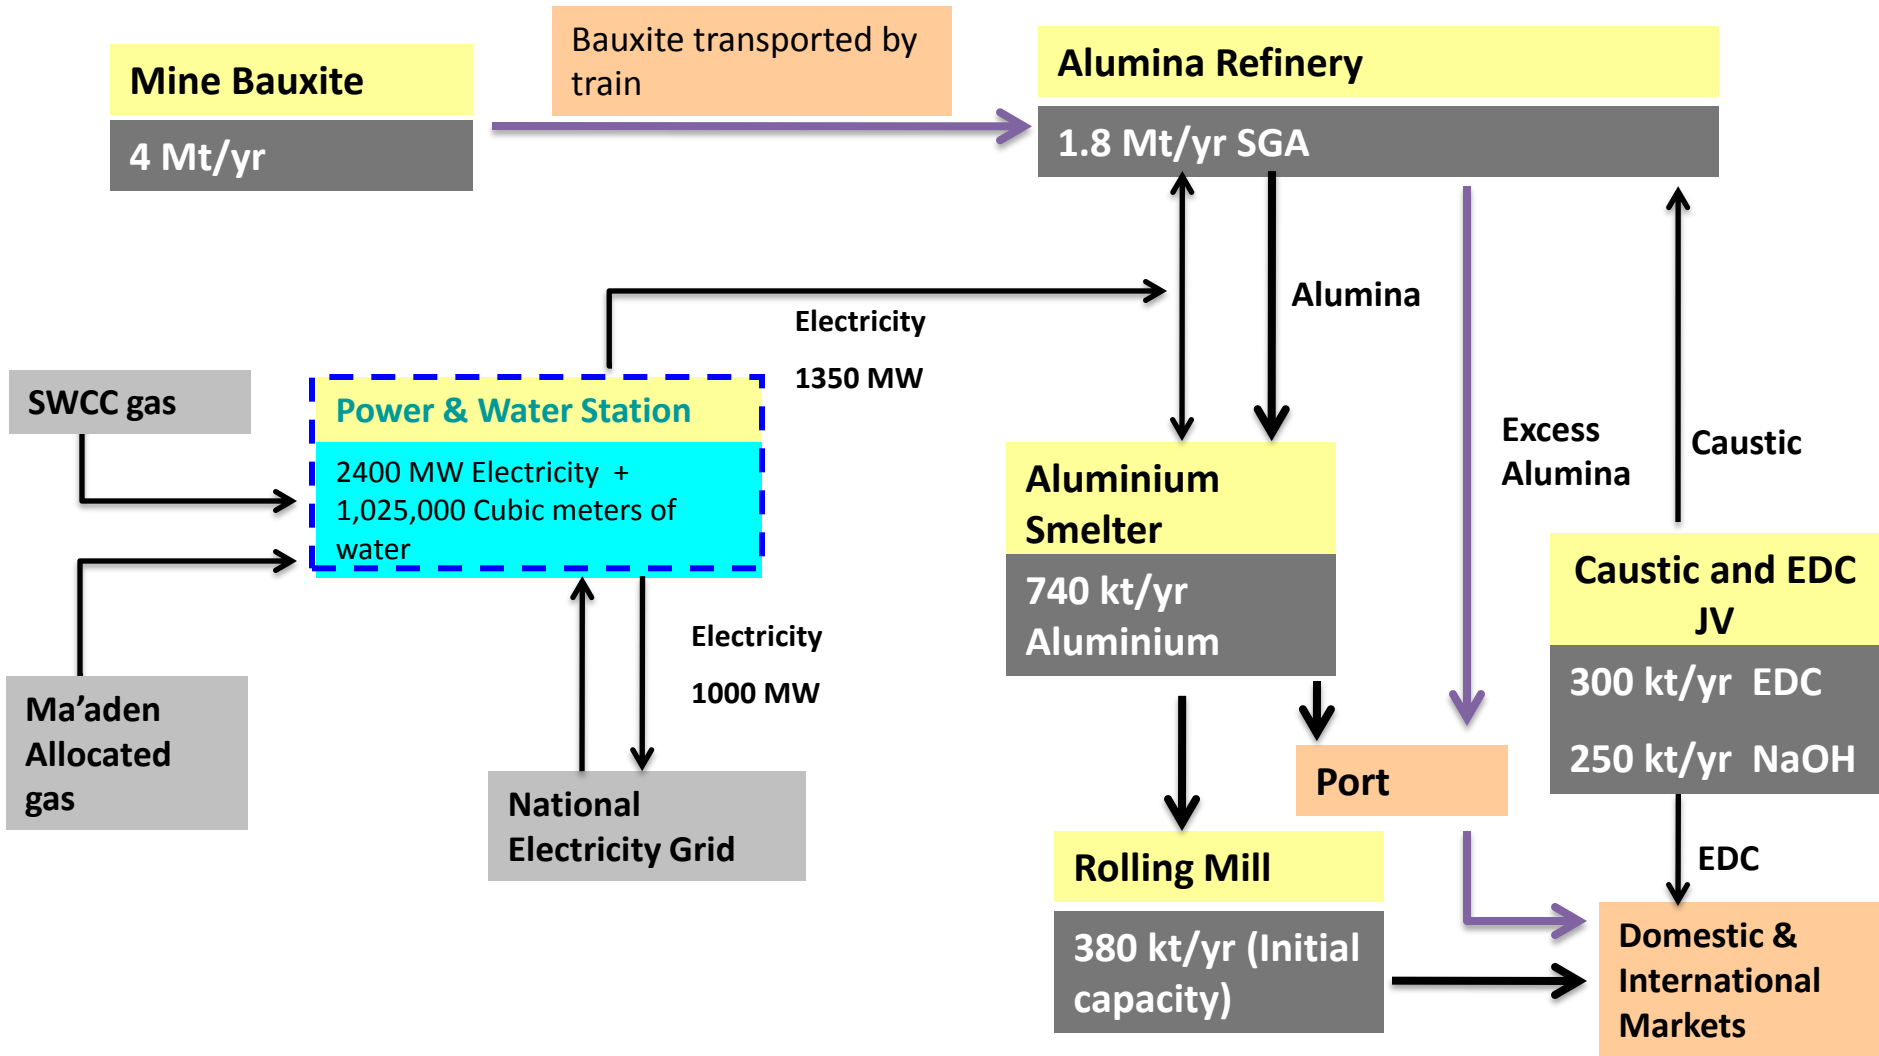 Mine Bauxite
4 Mt/yr
Bauxite transported by
train
Alumina Refinery
1.8 Mt/yr SGA
Alumina
Electricity
1350 MW
SWCC gas
Power & Water Station
2400 MW Electricity +
1,025,000 Cubic meters of
water
Excess
Alumina
Caustic
Aluminium
Smelter
740 kt/yr
Aluminium
Caustic and EDC
JV
300 kt/yr EDC
250 kt/yr NaOH
Electricity
1000 MW
Ma’aden
Allocated
gas
National
Electricity Grid
Port
Rolling Mill
380 kt/yr (Initial
capacity)
EDC
Domestic &
International
Markets